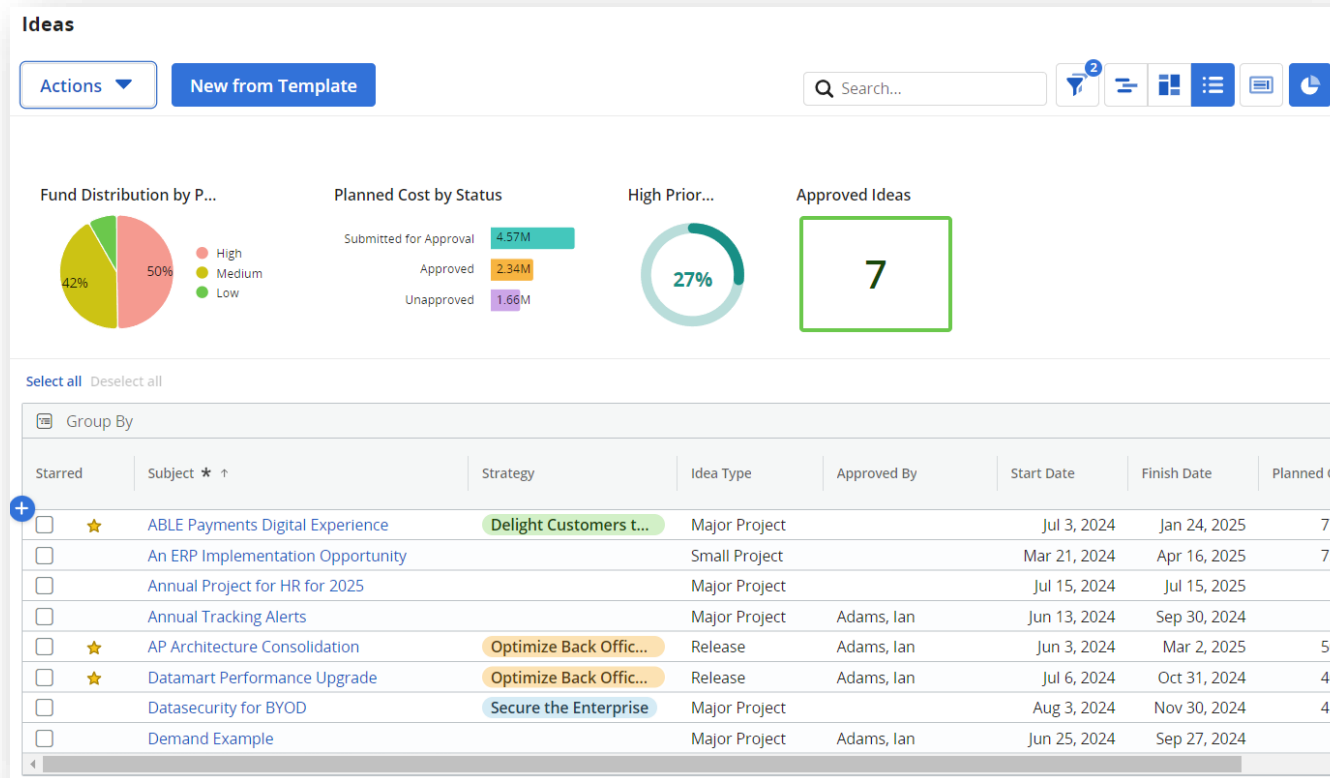 Ideas
Actions New from Template Search... 2
Fund Distribution by P... Planned Cost by Status High Prior... Approved Ideas
50%
42%
High
Medium
Low
Submitted for Approval 4.57M
Approved 2.34M
Unapproved 1.66M
27%
7
Select all Deselect all
Group By
Starred Subject * ↑ Strategy Idea Type Approved By Start Date Finish Date Planned
ABLE Payments Digital Experience Delight Customers t... Major Project Jul 3, 2024 Jan 24, 2025 7
An ERP Implementation Opportunity Small Project Mar 21, 2024 Apr 16, 2025 7
Annual Project for HR for 2025 Major Project Jul 15, 2024 Jul 15, 2025
Annual Tracking Alerts Major Project Adams, Ian Jun 13, 2024 Sep 30, 2024
AP Architecture Consolidation Optimize Back Offic... Release Adams, Ian Jun 3, 2024 Mar 2, 2025 5
Datamart Performance Upgrade Optimize Back Offic... Release Adams, Ian Jul 6, 2024 Oct 31, 2024 4
Datasecurity for BYOD Secure the Enterprise Major Project Aug 3, 2024 Nov 30, 2024 4
Demand Example Major Project Adams, Ian Jun 25, 2024 Sep 27, 2024